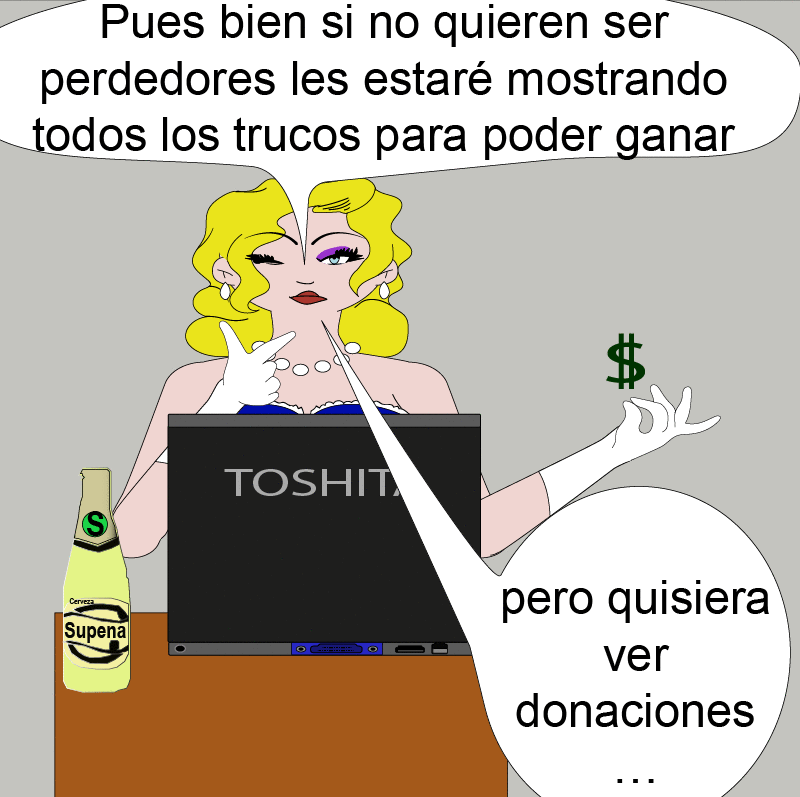 Pues bien si no quieren ser
perdedores les estaré mostrando
todos los trucos para poder ganar
$
TOSHIT
S
Cerveza
Supena
pero quisiera
ver
donaciones
...